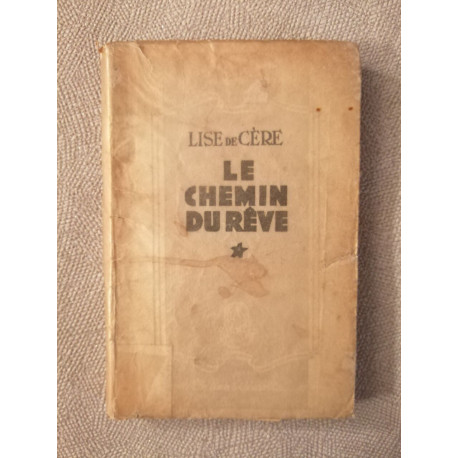 LISE DE CÈRE
LE
CHEMIN
DU RÊVE